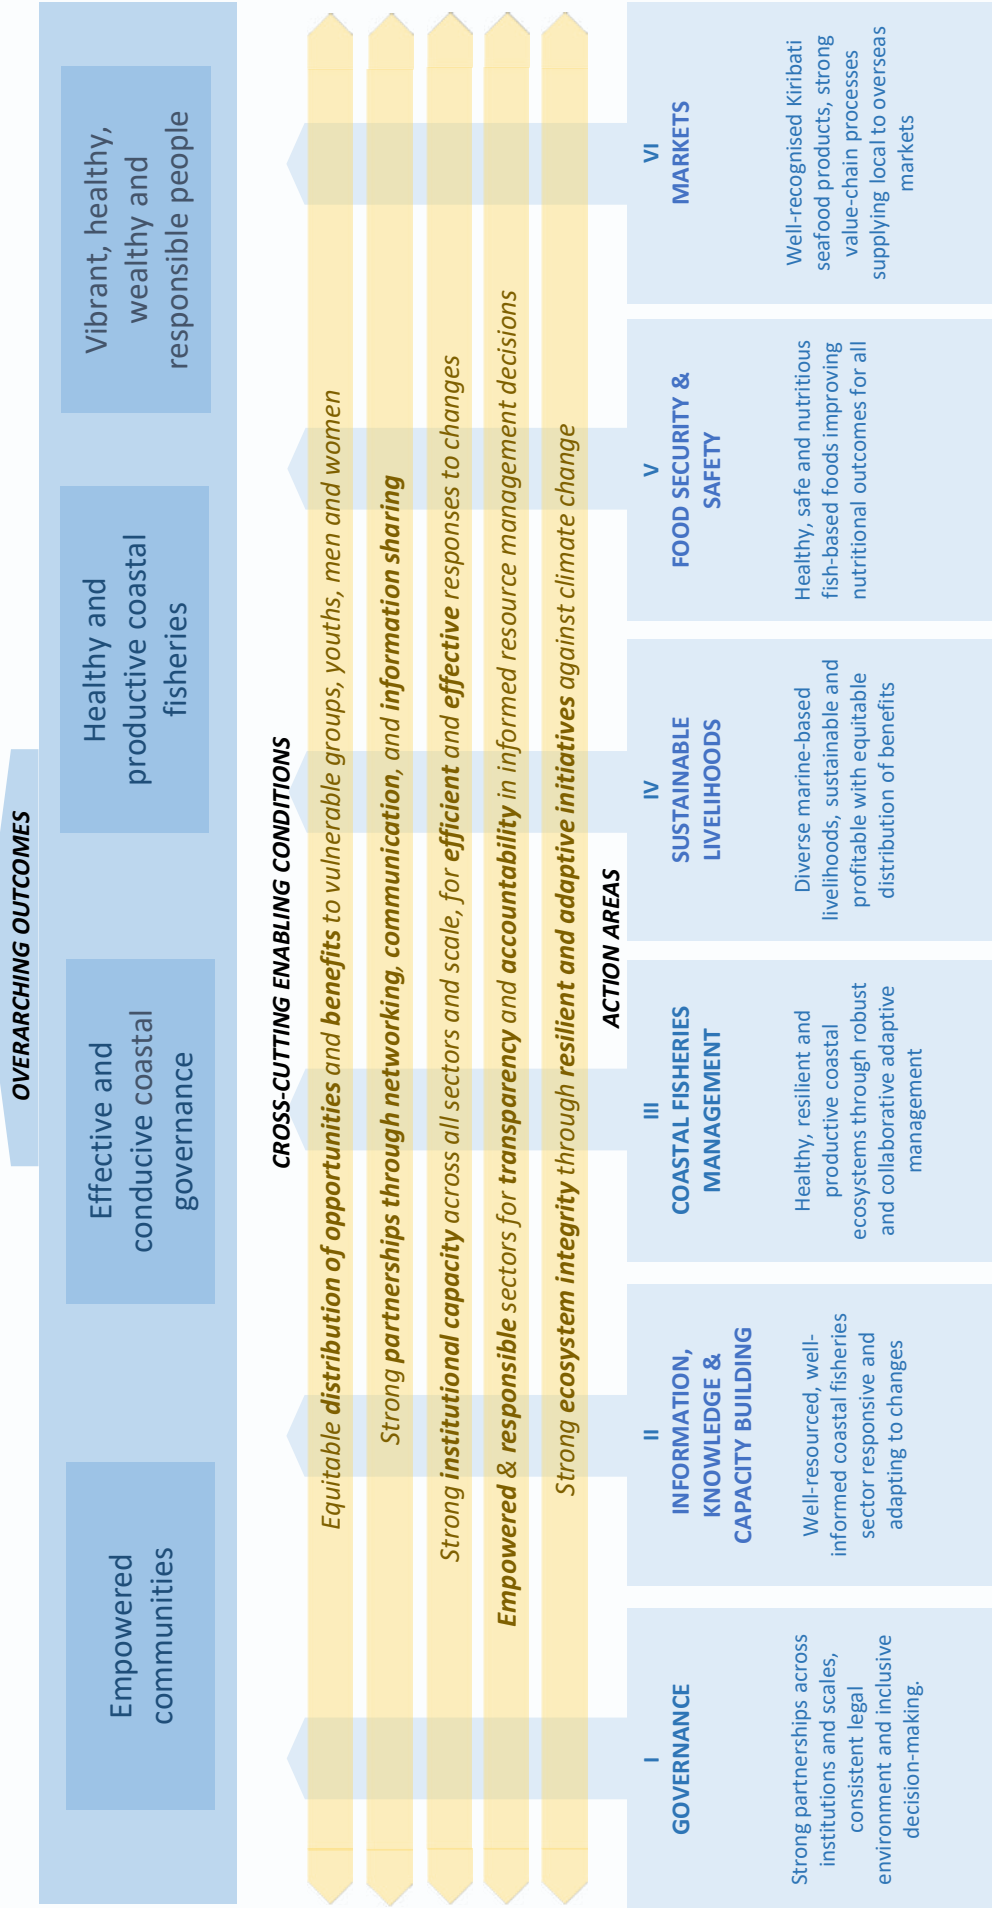 OVERARCHING OUTCOMES
Empowered
communities
Effective and
conducive coastal
governance
Healthy and
productive coastal
fisheries
Vibrant, healthy,
wealthy and
responsible people
CROSS-CUTTING ENABLING CONDITIONS
Equitable distribution of opportunities and benefits to vulnerable groups, youths, men and women
Strong partnerships through networking, communication, and information sharing
Strong institutional capacity across all sectors and scale, for efficient and effective responses to changes
Empowered & responsible sectors for transparency and accountability in informed resource management decisions
Strong ecosystem integrity through resilient and adaptive initiatives against climate change
ACTION AREAS
I
GOVERNANCE
Strong partnerships across
institutions and scales,
consistent legal
environment and inclusive
decision-making.
II
INFORMATION,
KNOWLEDGE &
CAPACITY BUILDING
Well-resourced, well-
informed coastal fisheries
sector responsive and
adapting to changes
III
COASTAL FISHERIES
MANAGEMENT
Healthy, resilient and
productive coastal
ecosystems through robust
and collaborative adaptive
management
IV
SUSTAINABLE
LIVELIHOODS
Diverse marine-based
livelihoods, sustainable and
profitable with equitable
distribution of benefits
V
FOOD SECURITY &
SAFETY
Healthy, safe and nutritious
fish-based foods improving
nutritional outcomes for all
VI
MARKETS
Well-recognised Kiribati
seafood products, strong
value-chain processes
supplying local to overseas
markets